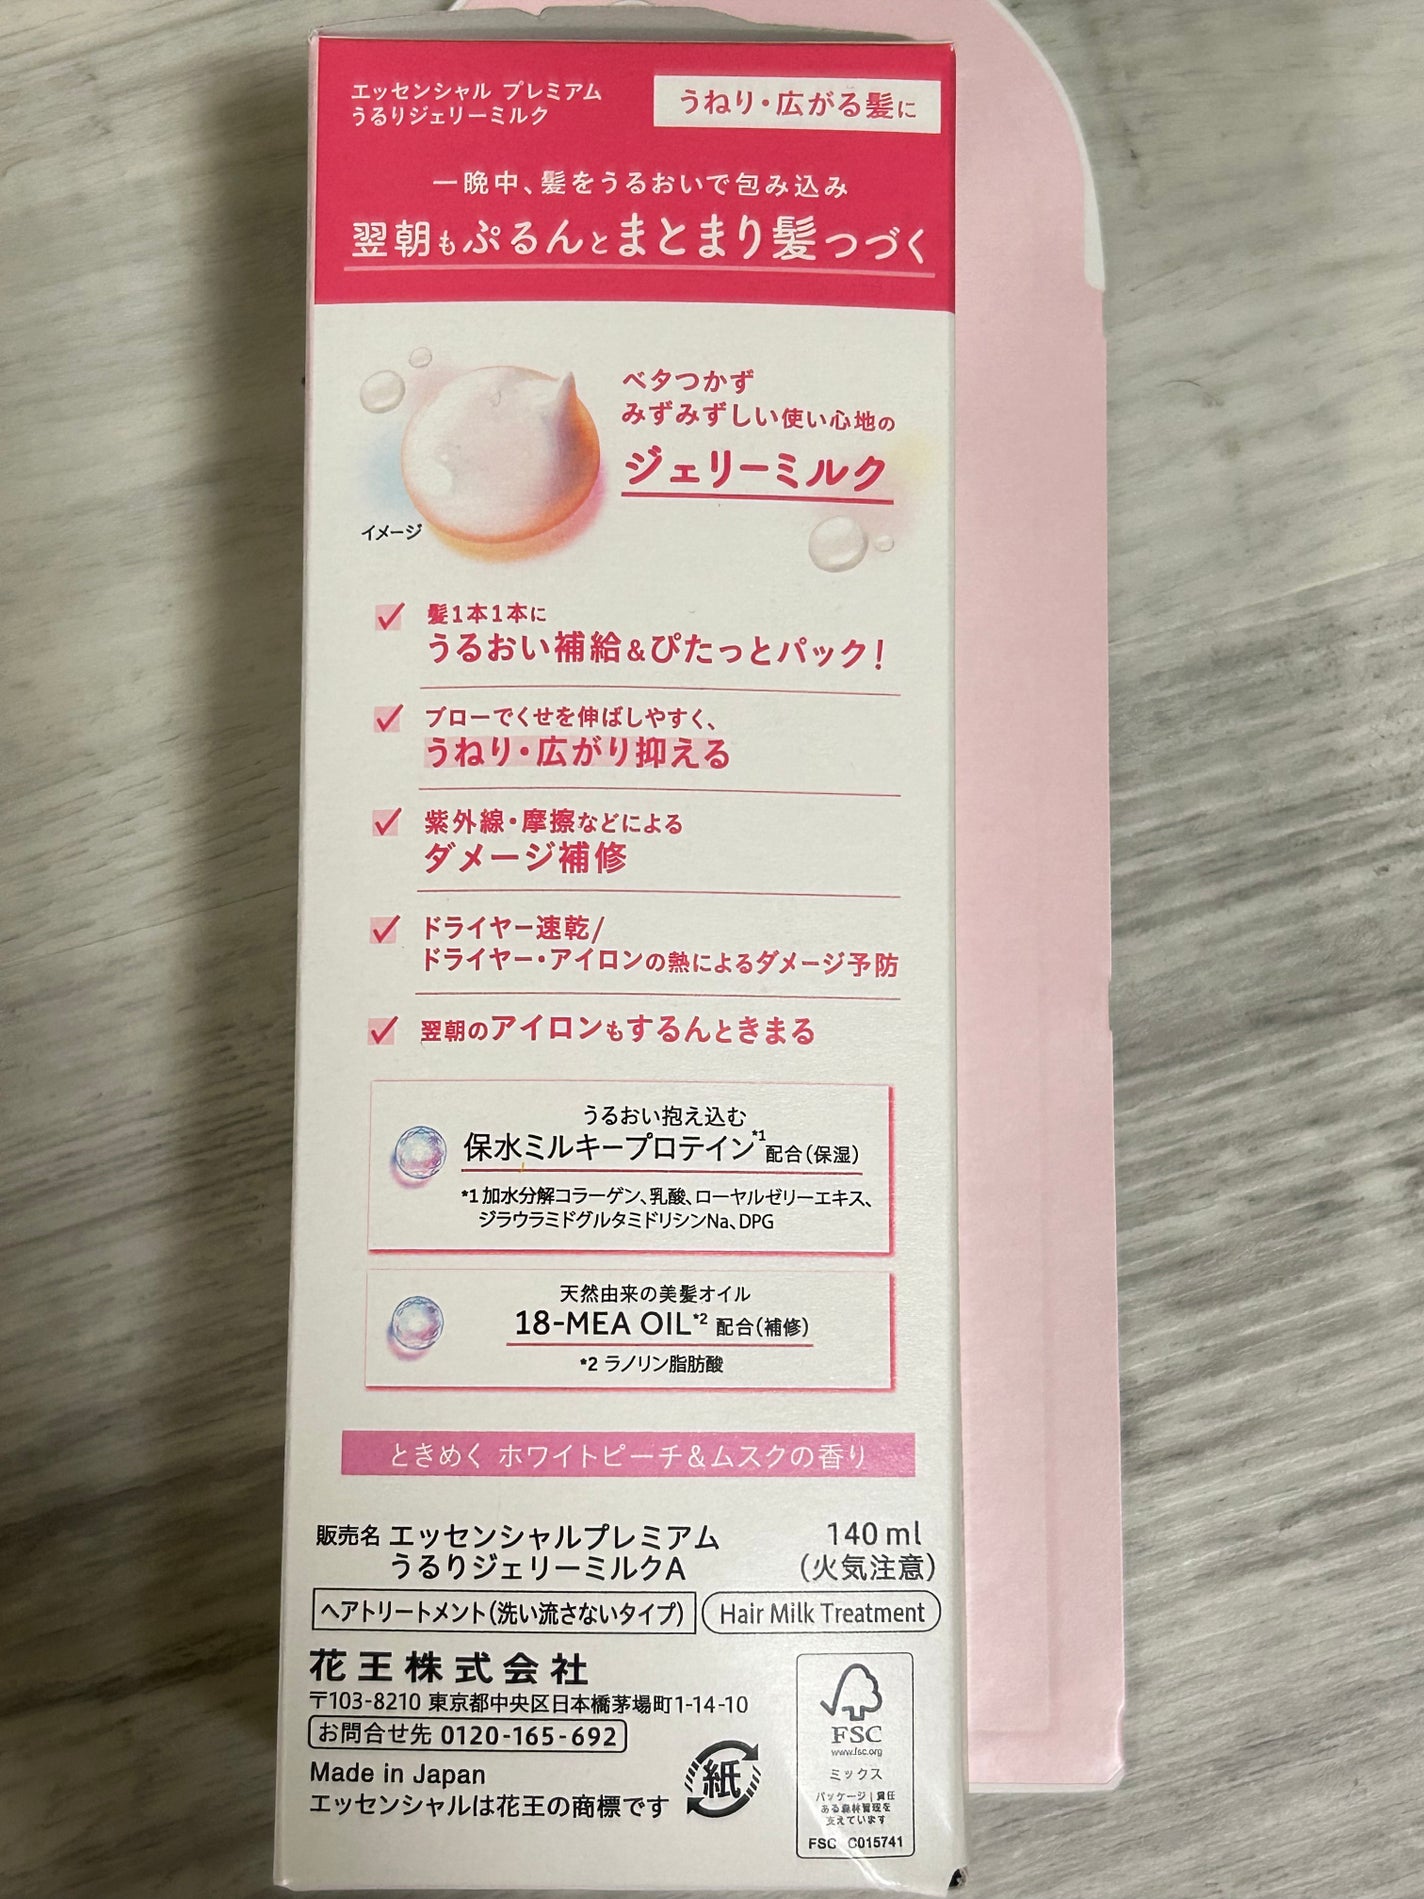 エッセンシャル プレミアム
うるりジェリーミルク
うねり・広がる髪に
一晩中、髪をうるおいで包み込み
翌朝もぷるんとまとまり髪つづく
ベタつかず
みずみずしい使い心地の
ジェリーミルク
イメージ
髪1本1本に
うるおい補給&ぴたっとパック!
ブローでくせを伸ばしやすく、
うねり・広がり抑える
紫外線・摩擦などによる
ダメージ補修
ドライヤー速乾/
ドライヤー・アイロンの熱によるダメージ予防
翌朝のアイロンもするんときまる
うるおい抱え込む
保水ミルキープロテイン*1配合(保湿)
*1 加水分解コラーゲン、乳酸、ローヤルゼリーエキス、
ジラウラミドグルタミドリシンNa、DPG
天然由来の美髪オイル
18-MEA OIL*2 配合(補修)
*2 ラノリン脂肪酸
ときめく ホワイトピーチ&ムスクの香り
販売名 エッセンシャルプレミアム
うるりジェリーミルクA
140 ml
(火気注意)
ヘアトリートメント(洗い流さないタイプ)
Hair Milk Treatment
花王株式会社
〒103-8210 東京都中央区日本橋茅場町1-14-10
お問合せ先 0120-165-692
Made in Japan
エッセンシャルは花王の商標です
紙
FSC
www.fsc.org
ミックス
パッケージ | 責任
ある森林管理を
支えています
FSC C015741